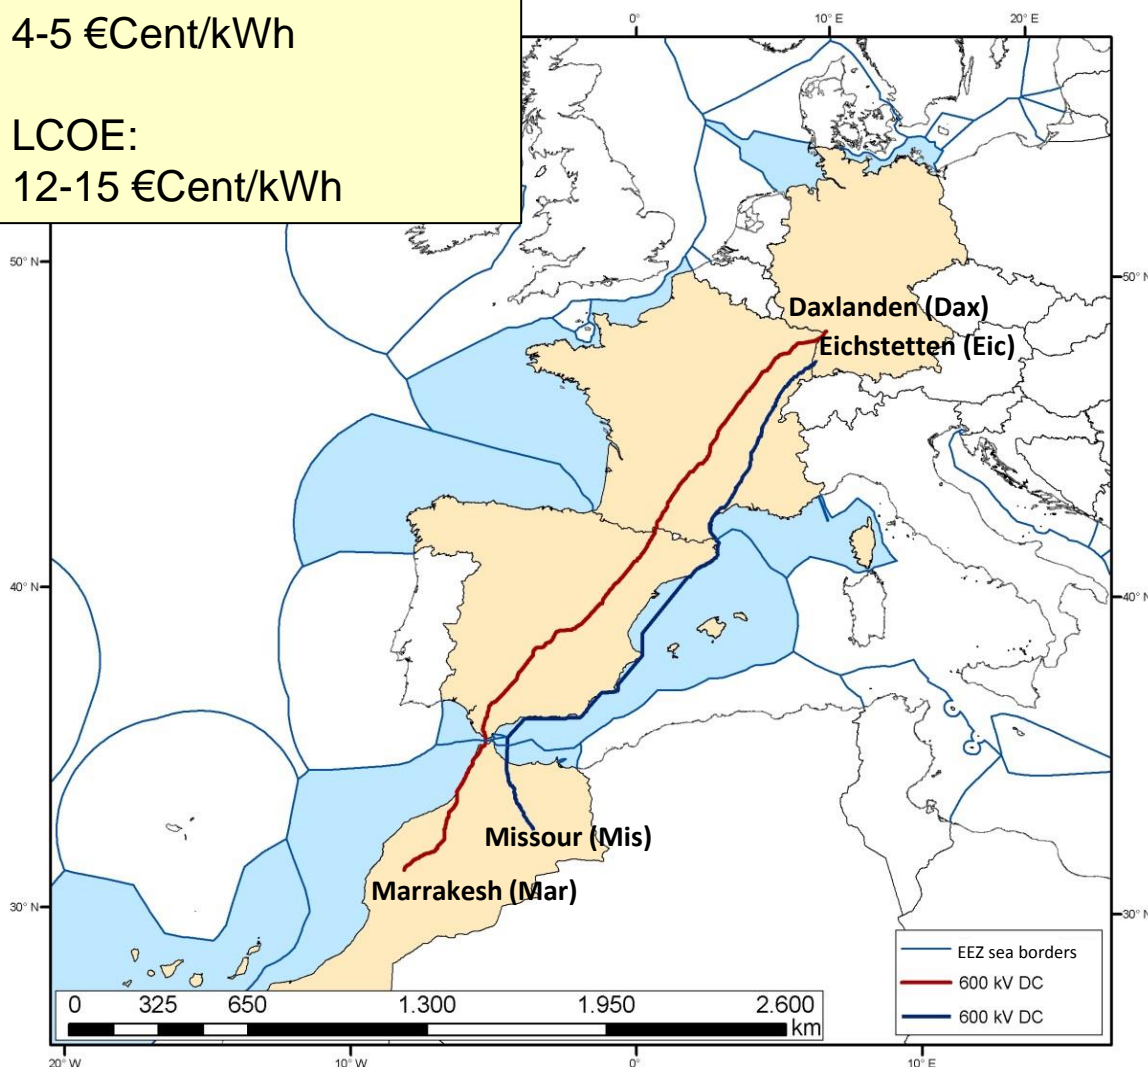 4-5 €Cent/kWh
LCOE:
12-15 €Cent/kWh
0°
10° E
20° E
50° N
50° N
Daxlanden (Dax)
Eichstetten (Eic)
40° N
40° N
Missour (Mis)
Marrakesh (Mar)
30° N
30° N
EEZ sea borders
600 kV DC
600 kV DC
0 325 650 1.300 1.950 2.600
km
20° W
10° W
0°
10° E